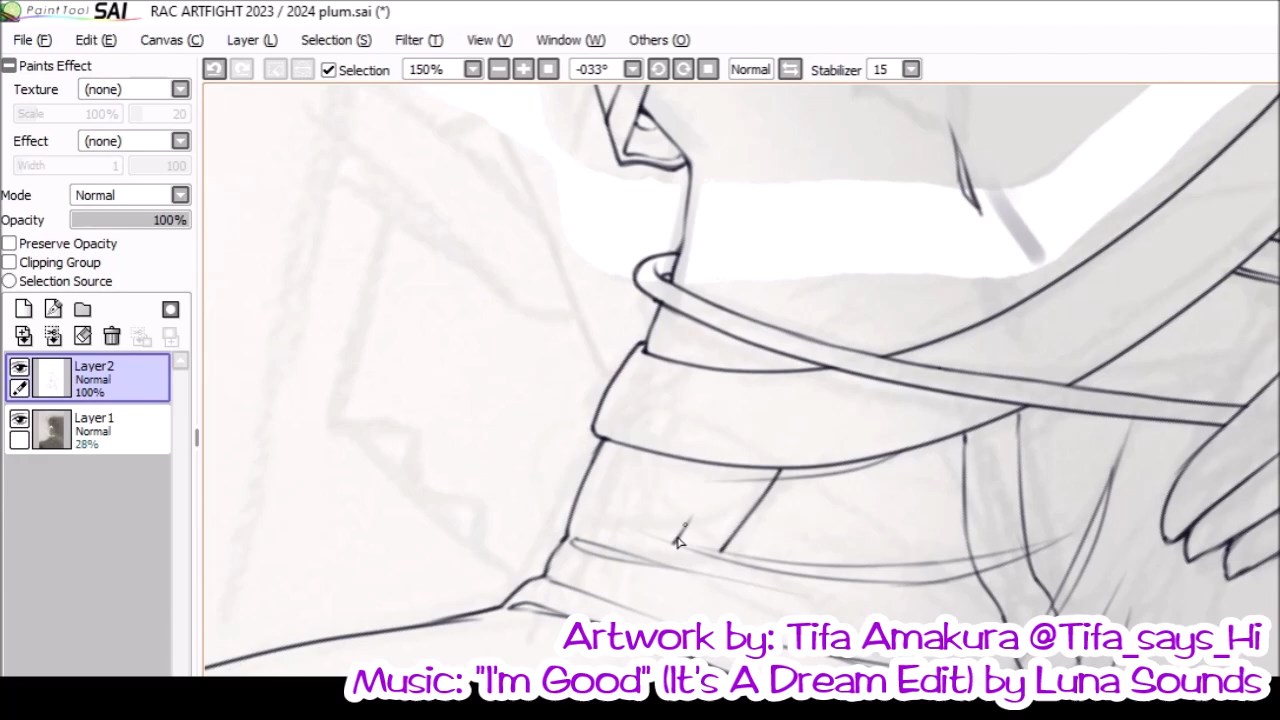 PaintTool SAI RAC ARTFIGHT 2023 / 2024 plum.sai (*)
File (F) Edit (E) Canvas (C) Layer (L) Selection (S) Filter (T) View (V) Window (W) Others (O)
Paints Effect
Selection 150% -033° Normal Stabilizer 15
Texture (none)
Scale 100% 20
Effect (none)
Width 1 100
Mode Normal
Opacity 100%
Preserve Opacity
Clipping Group
Selection Source
Layer2
Normal
100%
Layer1
Normal
28%
Artwork by: Tifa Amakura @Tifa_says_Hi
Music: "I'm Good" (It's A Dream Edit) by Luna Sounds